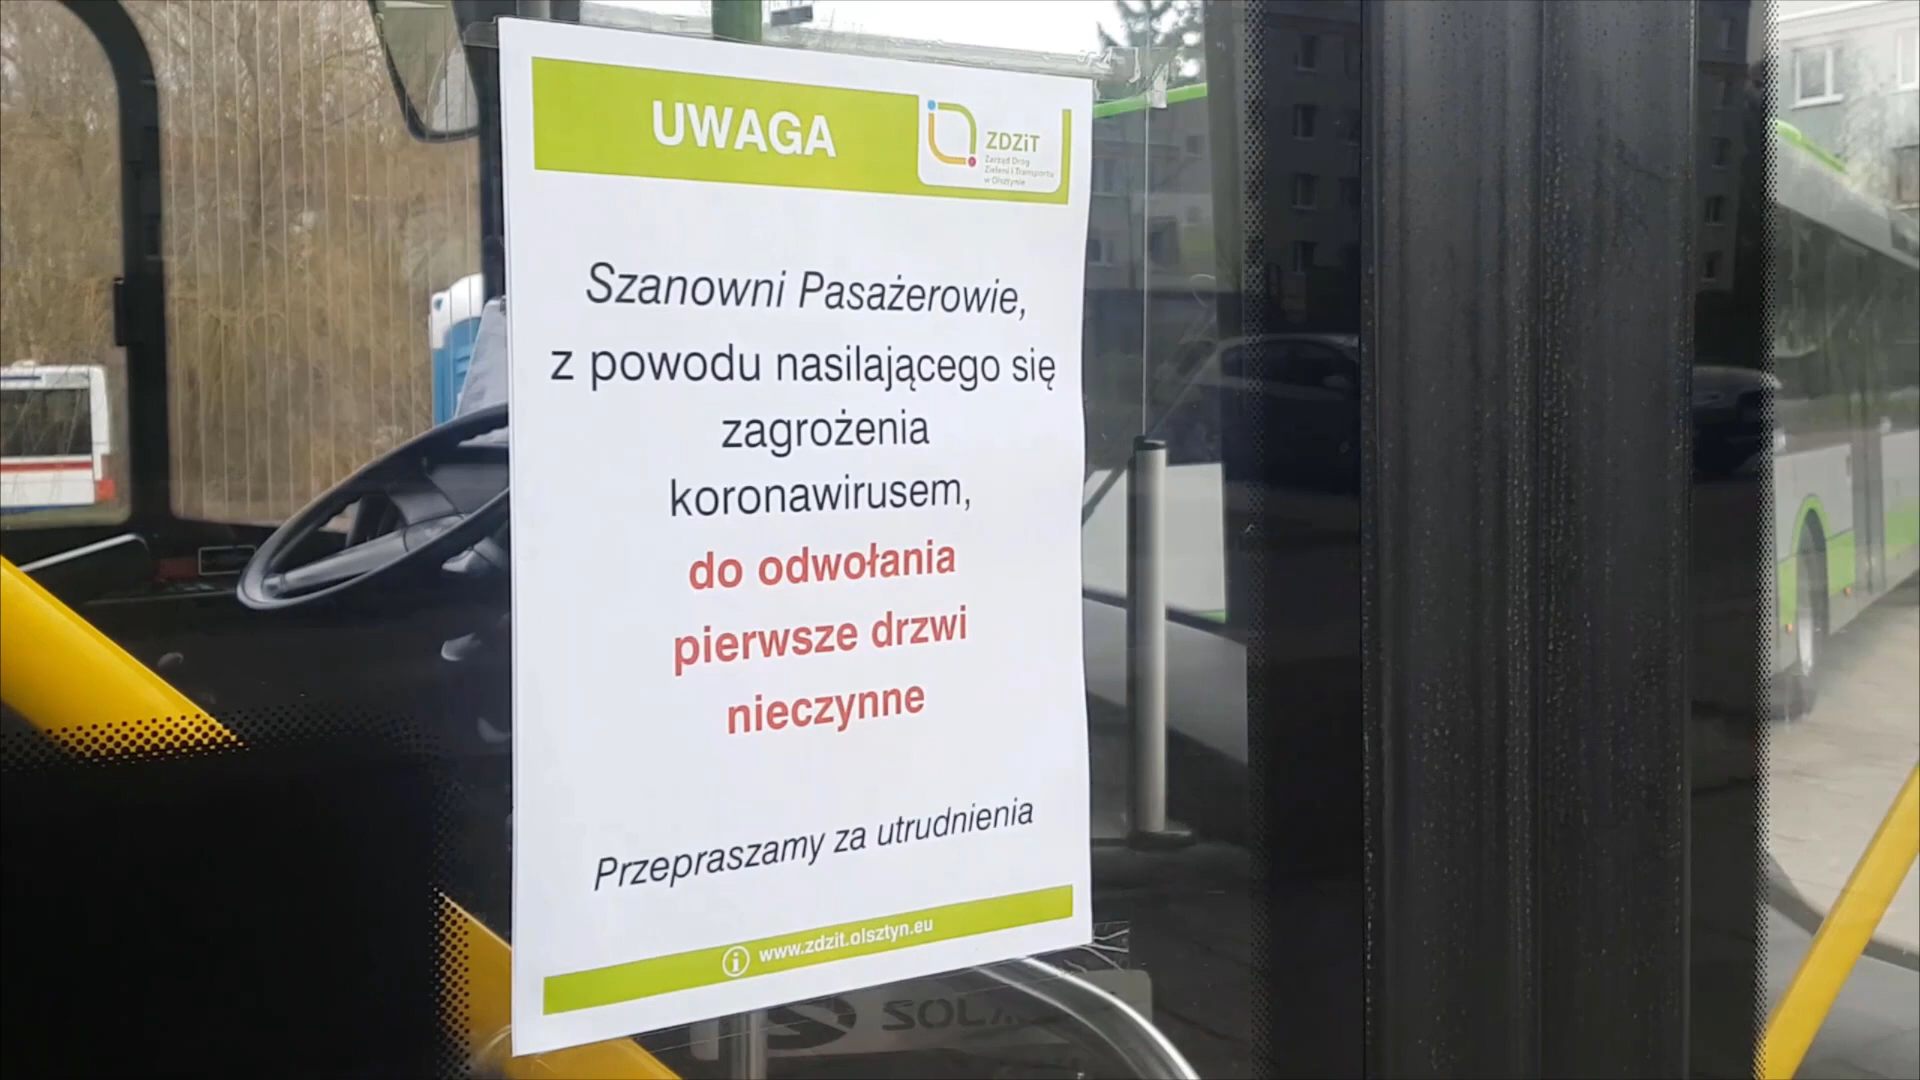 UWAGA
ZDZiT
Zarząd Dróg
Zieleni i Transportu
w Olsztynie
Szanowni Pasażerowie,
z powodu nasilającego się
zagrożenia
koronawirusem,
do odwołania
pierwsze drzwi
nieczynne
Przepraszamy za utrudnienia
i www.zdzit.olsztyn.eu